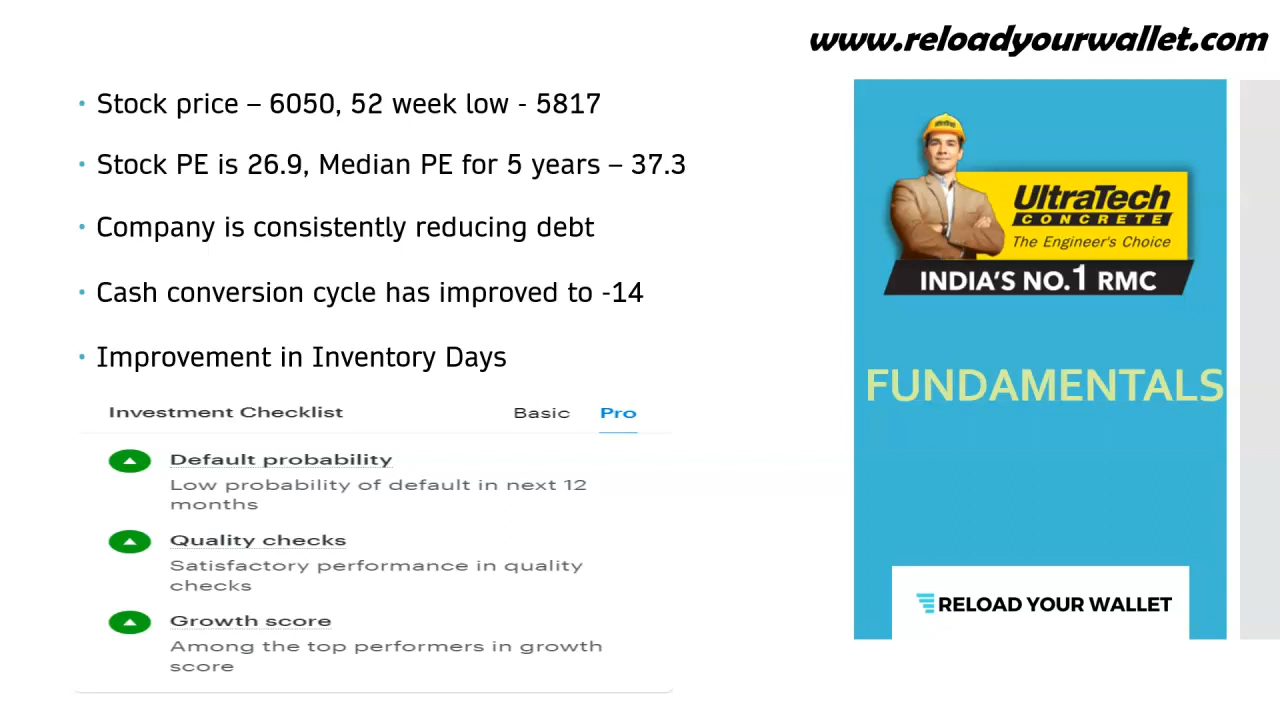 www.reloadyourwallet.com
• Stock price – 6050, 52 week low - 5817
• Stock PE is 26.9, Median PE for 5 years – 37.3
• Company is consistently reducing debt
• Cash conversion cycle has improved to -14
• Improvement in Inventory Days
Investment Checklist Basic Pro
Default probability
Low probability of default in next 12
months
Quality checks
Satisfactory performance in quality
checks
Growth score
Among the top performers in growth
score
UltraTech
UltraTech
CONCRETE
The Engineer's Choice
INDIA'S NO.1 RMC
FUNDAMENTALS
RELOAD YOUR WALLET